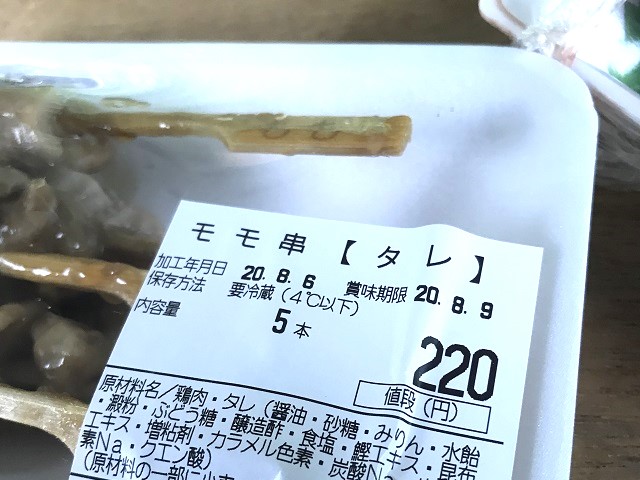 モモ串【タレ】
加工年月日 20.8.6 賞味期限 20.8.9
保存方法 要冷蔵(4℃以下)
内容量 5本
220
値段(円)
原材料名/鶏肉・タレ(醤油・砂糖・みりん・水飴
・澱粉・ぶどう糖・醸造酢・食塩・鰹エキス・昆布
エキス・増粘剤・カラメル色素・炭酸Na
素Na・クエン酸)
(原材料の一部に小麦